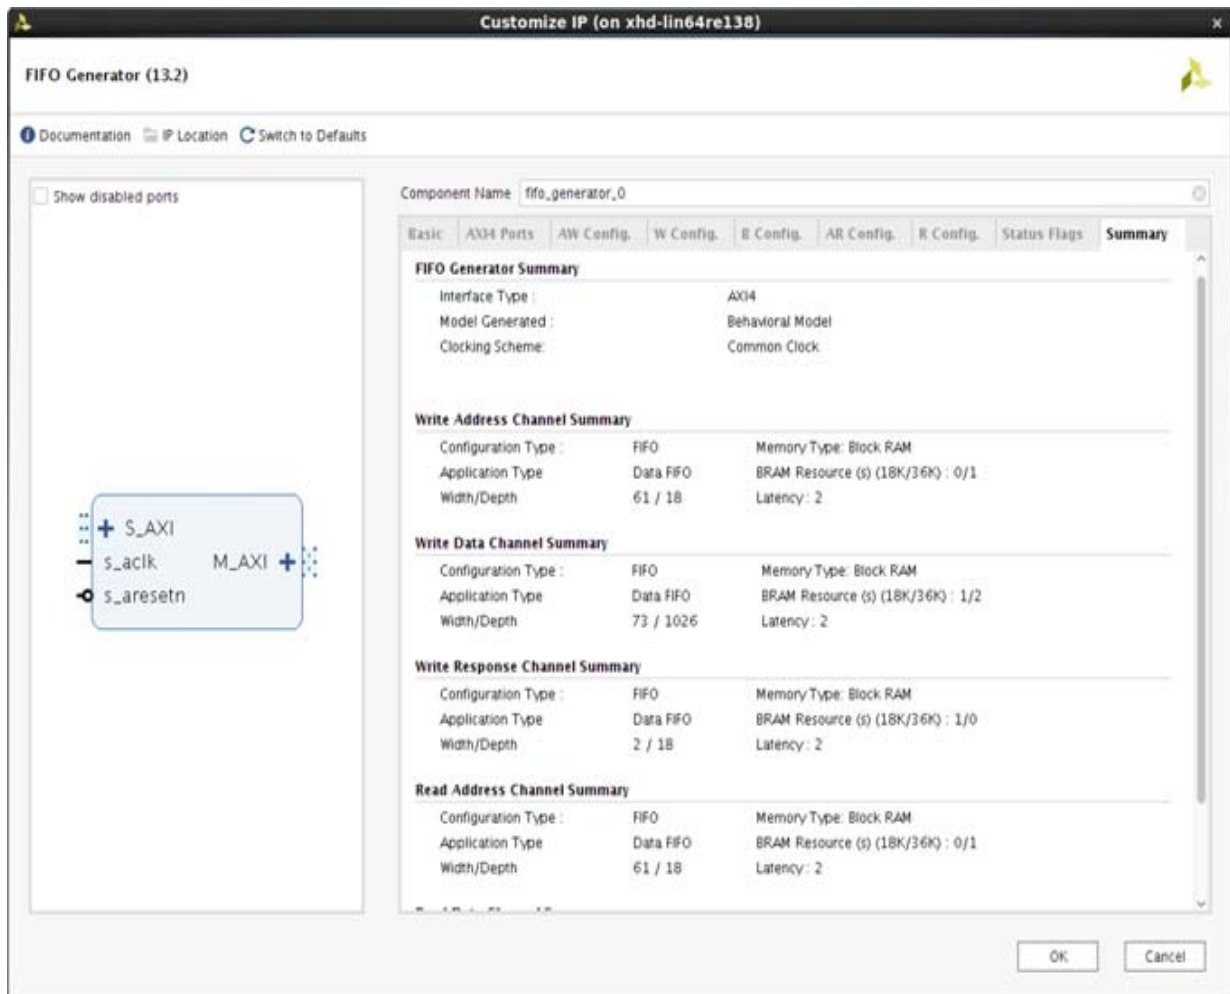 Customize IP (on xhd-lin64re138)
FIFO Generator (13.2)
Documentation IP Location Switch to Defaults
Show disabled ports
S_AXI
s_aclk M_AXI
s_aresetn
Component Name fifo_generator_0
Basic AXI4 Ports AW Config. W Config. B Config. AR Config. R Config. Status Flags Summary
FIFO Generator Summary
Interface Type : AXI4
Model Generated : Behavioral Model
Clocking Scheme: Common Clock
Write Address Channel Summary
Configuration Type : FIFO Memory Type: Block RAM
Application Type Data FIFO BRAM Resource (s) (18K/36K) : 0/1
Width/Depth 61 / 18 Latency : 2
Write Data Channel Summary
Configuration Type : FIFO Memory Type: Block RAM
Application Type Data FIFO BRAM Resource (s) (18K/36K) : 1/2
Width/Depth 73 / 1026 Latency : 2
Write Response Channel Summary
Configuration Type : FIFO Memory Type: Block RAM
Application Type Data FIFO BRAM Resource (s) (18K/36K) : 1/0
Width/Depth 2 / 18 Latency : 2
Read Address Channel Summary
Configuration Type : FIFO Memory Type: Block RAM
Application Type Data FIFO BRAM Resource (s) (18K/36K) : 0/1
Width/Depth 61 / 18 Latency : 2
OK Cancel